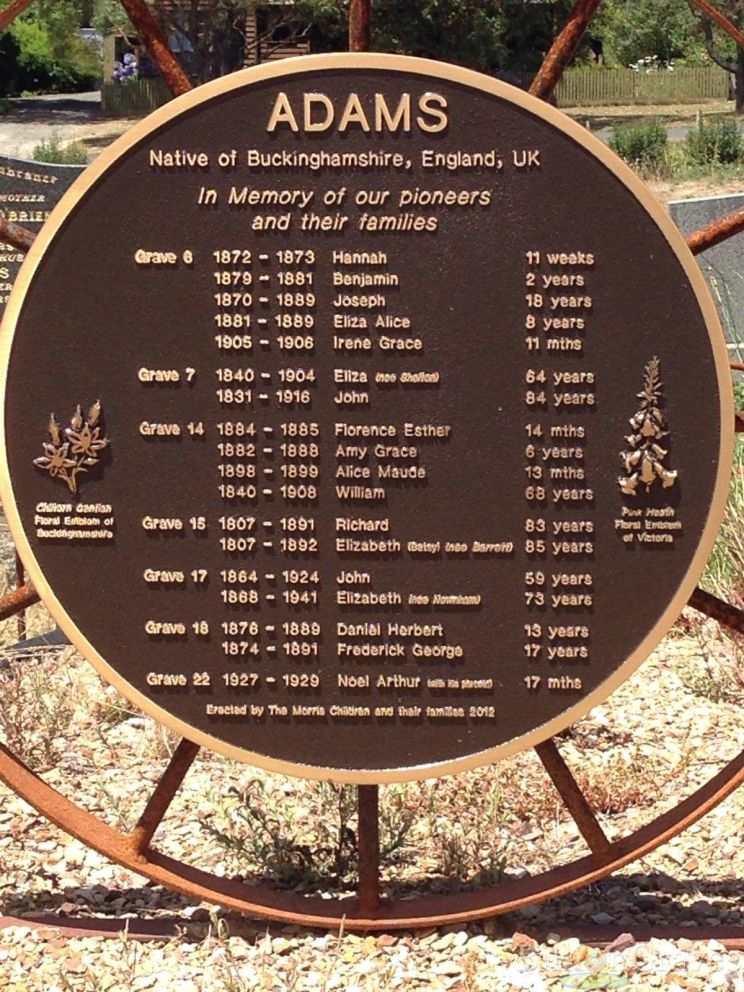 ADAMS
Native of Buckinghamshire, England, UK
In Memory of our pioneers
and their families
Grave 6 1872 - 1873 Hannah 11 weeks
1879 - 1881 Benjamin 2 years
1870 - 1889 Joseph 18 years
1881 - 1889 Eliza Alice 8 years
1905 - 1906 Irene Grace 11 mths
Grave 7 1840 - 1904 Eliza (nee Shelton) 64 years
1831 - 1916 John 84 years
Grave 14 1884 - 1885 Florence Esther 14 mths
1882 - 1888 Amy Grace 6 years
1898 - 1899 Alice Maude 13 mths
1840 - 1908 William 68 years
Grave 15 1807 - 1891 Richard 83 years
1807 - 1892 Elizabeth (Betsy) (nee Barrett) 85 years
Grave 17 1864 - 1924 John 59 years
1868 - 1941 Elizabeth (nee Newnham) 73 years
Grave 18 1876 - 1889 Daniel Herbert 13 years
1874 - 1891 Frederick George 17 years
Grave 22 1927 - 1929 Noel Arthur (with his parents) 17 mths
Erected by The Morris Children and their families 2012
Chiltern Gentian
Floral Emblem of
Buckinghamshire
Pink Heath
Floral Emblem
of Victoria
MOTHER
BRIEN